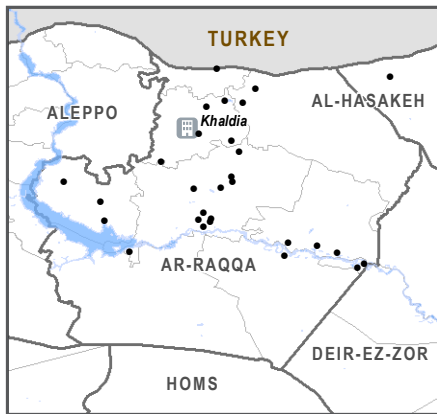 TURKEY
AL-HASAKEH
ALEPPO
Khaldia
AR-RAQQA
DEIR-EZ-ZOR
HOMS